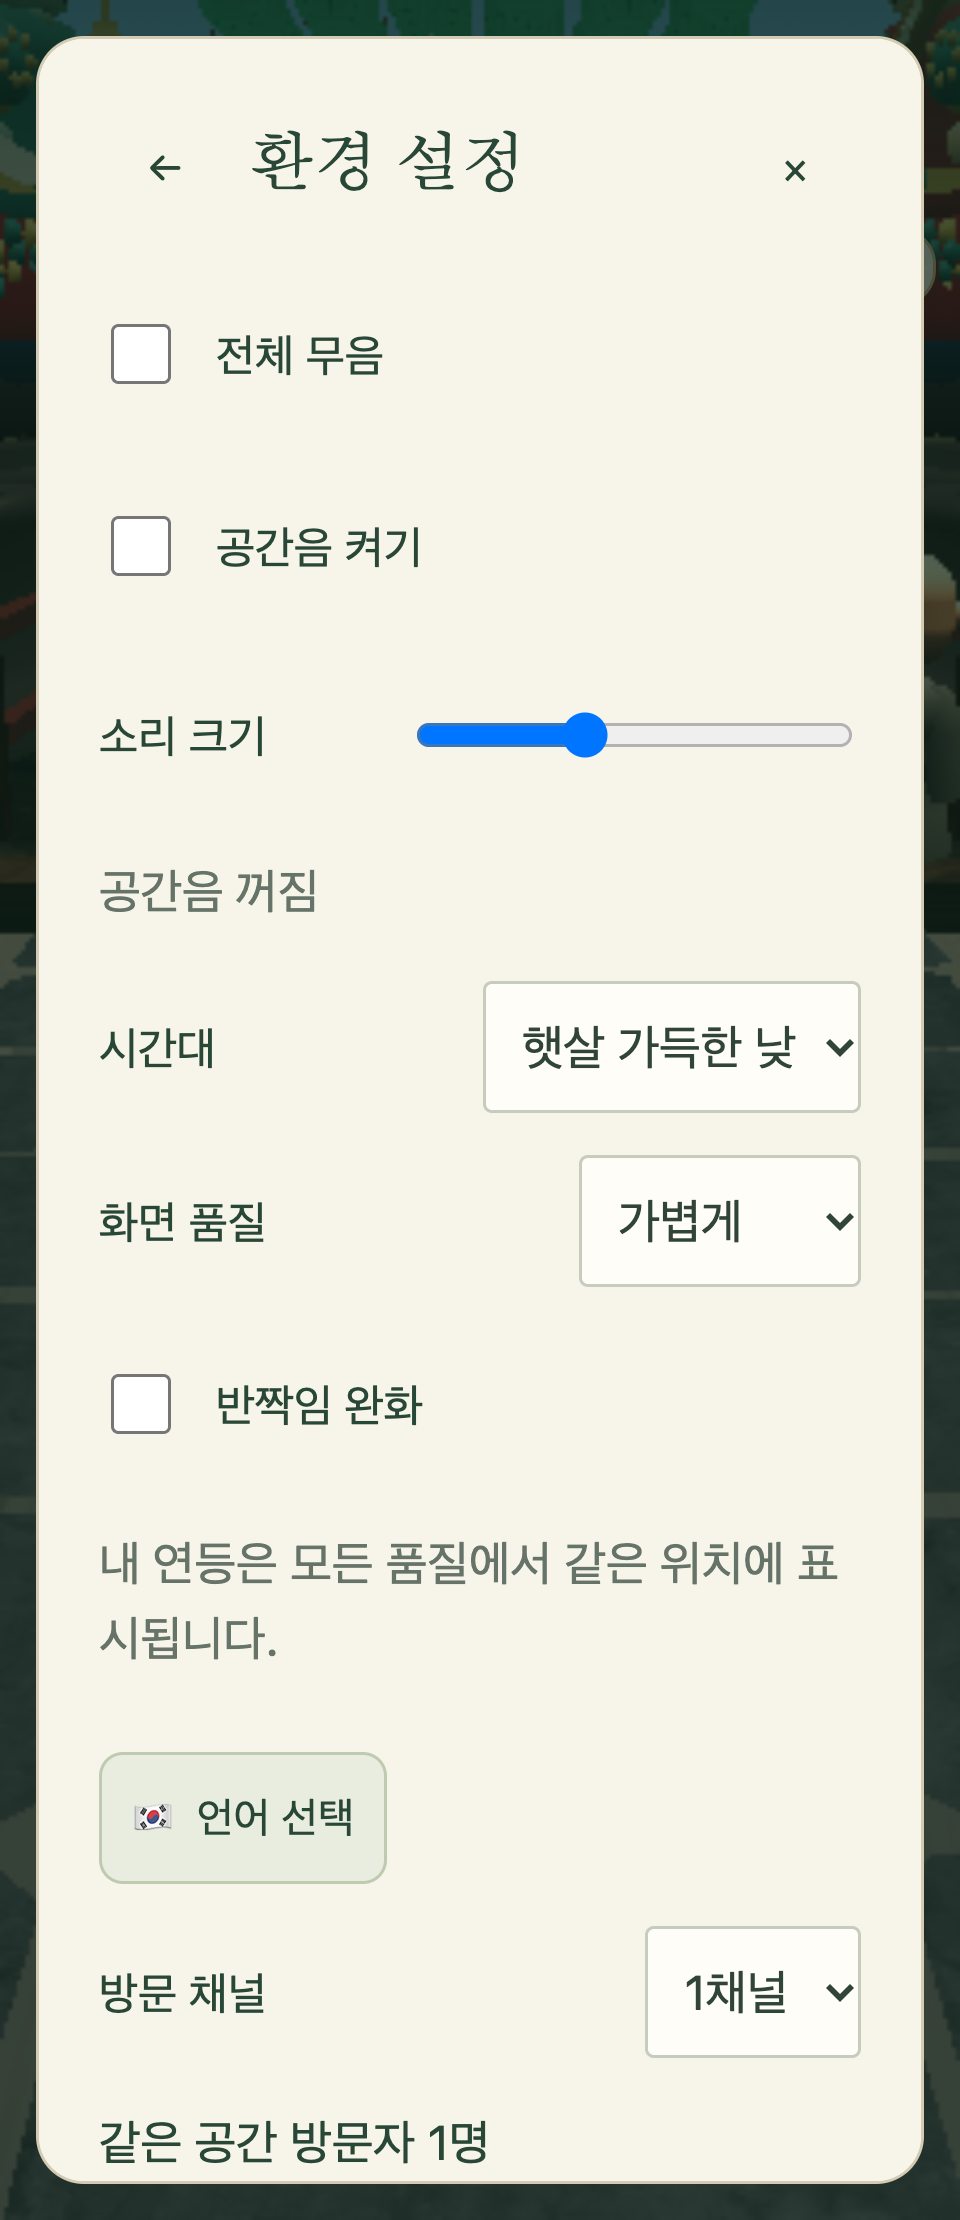 ← 환경 설정 ×
전체 무음
공간음 켜기
소리 크기
공간음 꺼짐
시간대 햇살 가득한 낮
화면 품질 가볍게
반짝임 완화
내 연등은 모든 품질에서 같은 위치에 표
시됩니다.
🇰🇷 언어 선택
방문 채널 1채널
같은 공간 방문자 1명